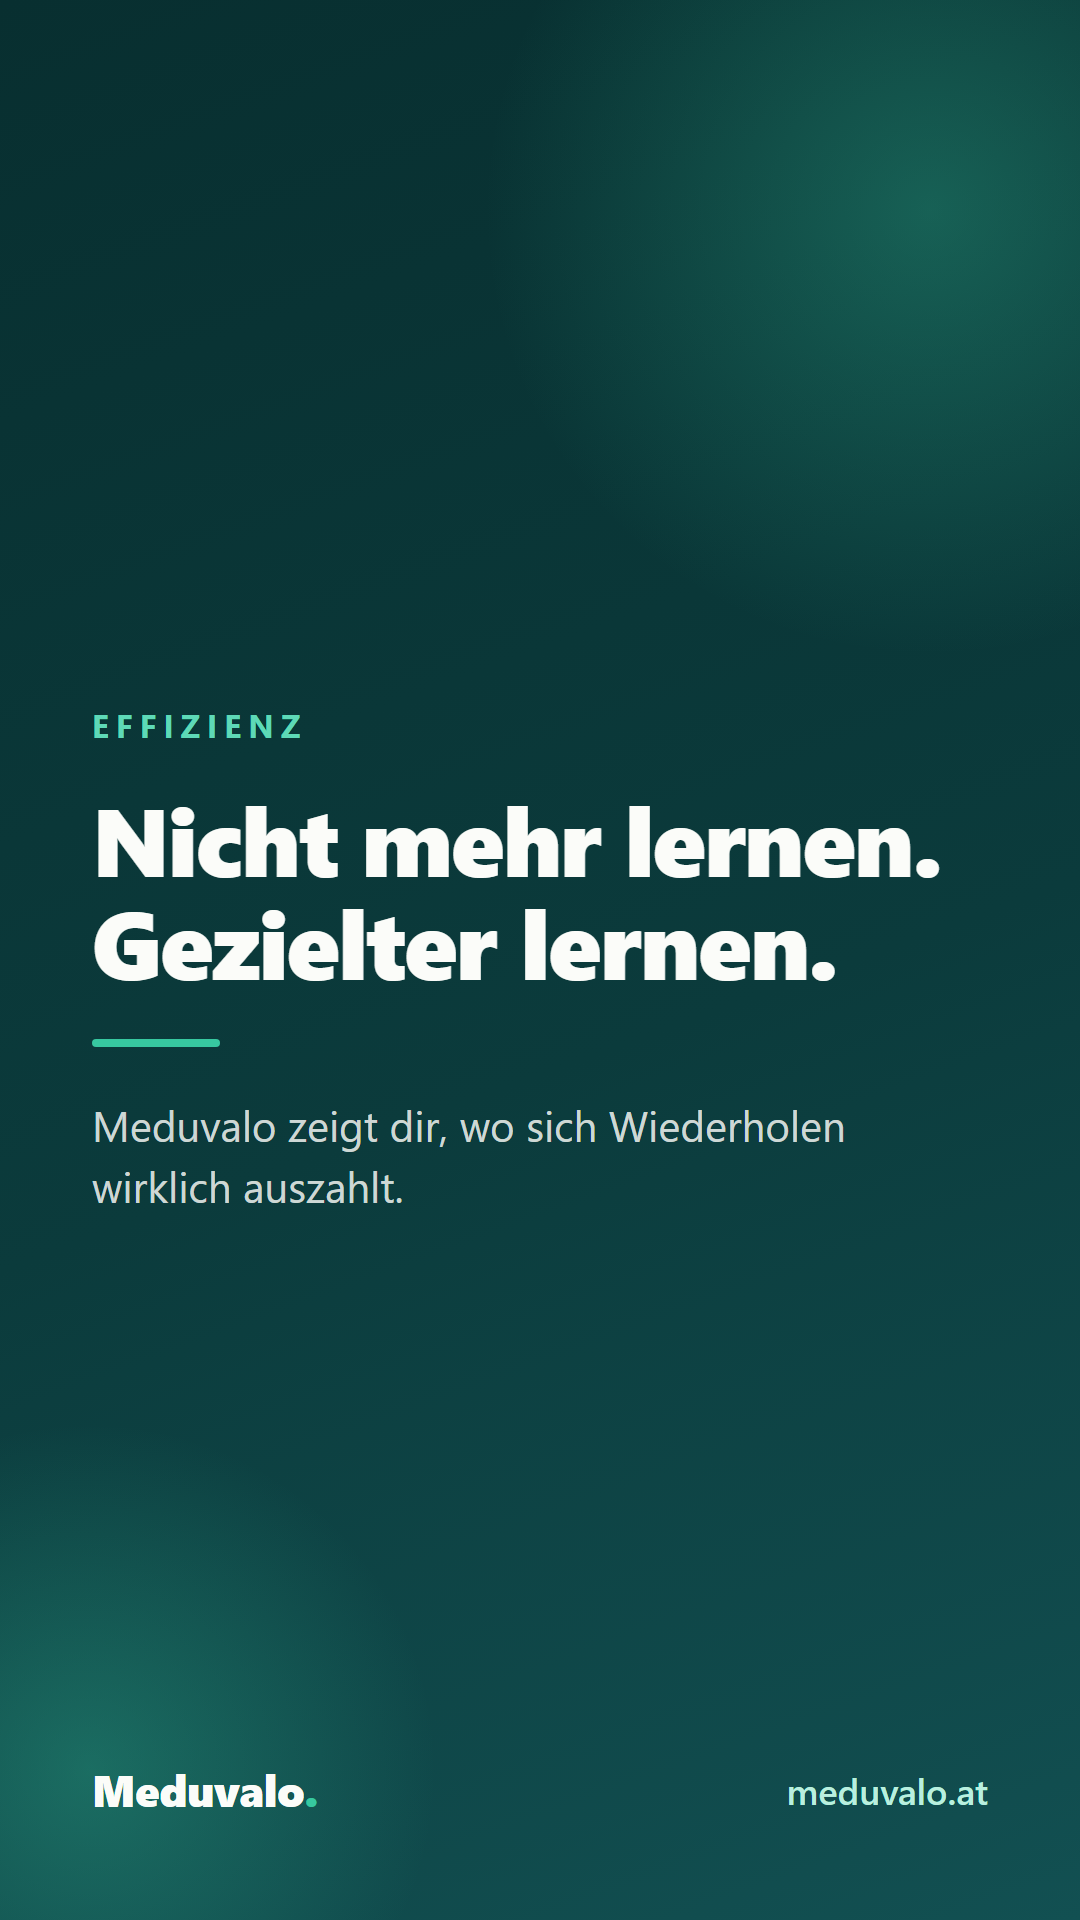 EFFIZIENZ
Nicht mehr lernen.
Gezielter lernen.
Meduvalo zeigt dir, wo sich Wiederholen
wirklich auszahlt.
Meduvalo.
meduvalo.at